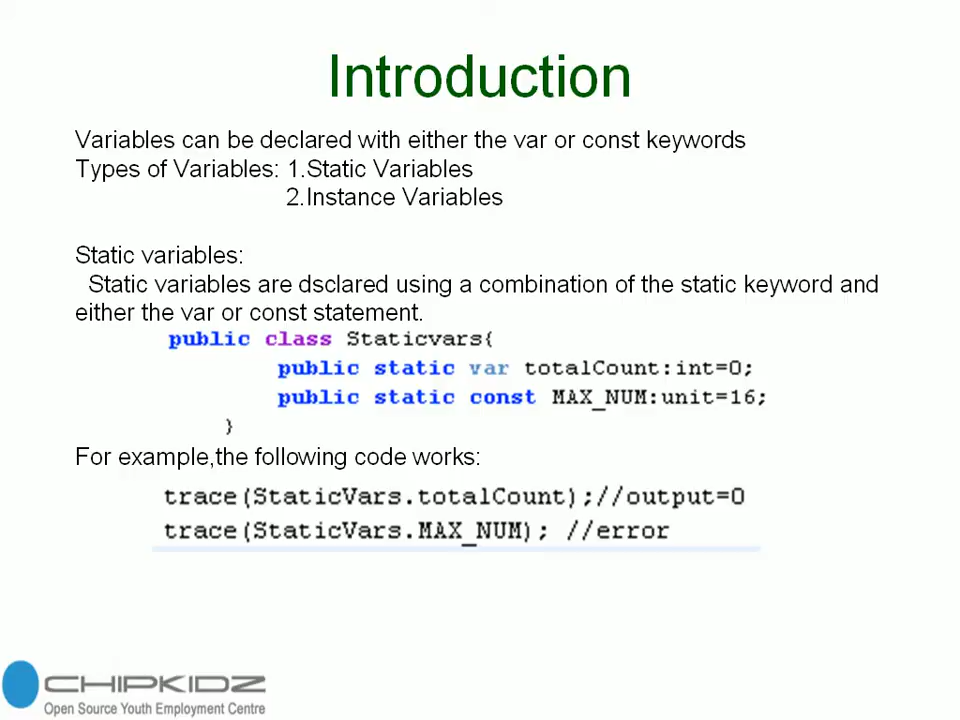 Introduction
Variables can be declared with either the var or const keywords
Types of Variables: 1.Static Variables
2.Instance Variables
Static variables:
Static variables are dsclared using a combination of the static keyword and
either the var or const statement.
public class Staticvars{
public static var totalCount:int=0;
public static const MAX_NUM:unit=16;
}
For example,the following code works:
trace(StaticVars.totalCount);//output=0
trace(StaticVars.MAX_NUM); //error
CHIPKIDZ
Open Source Youth Employment Centre